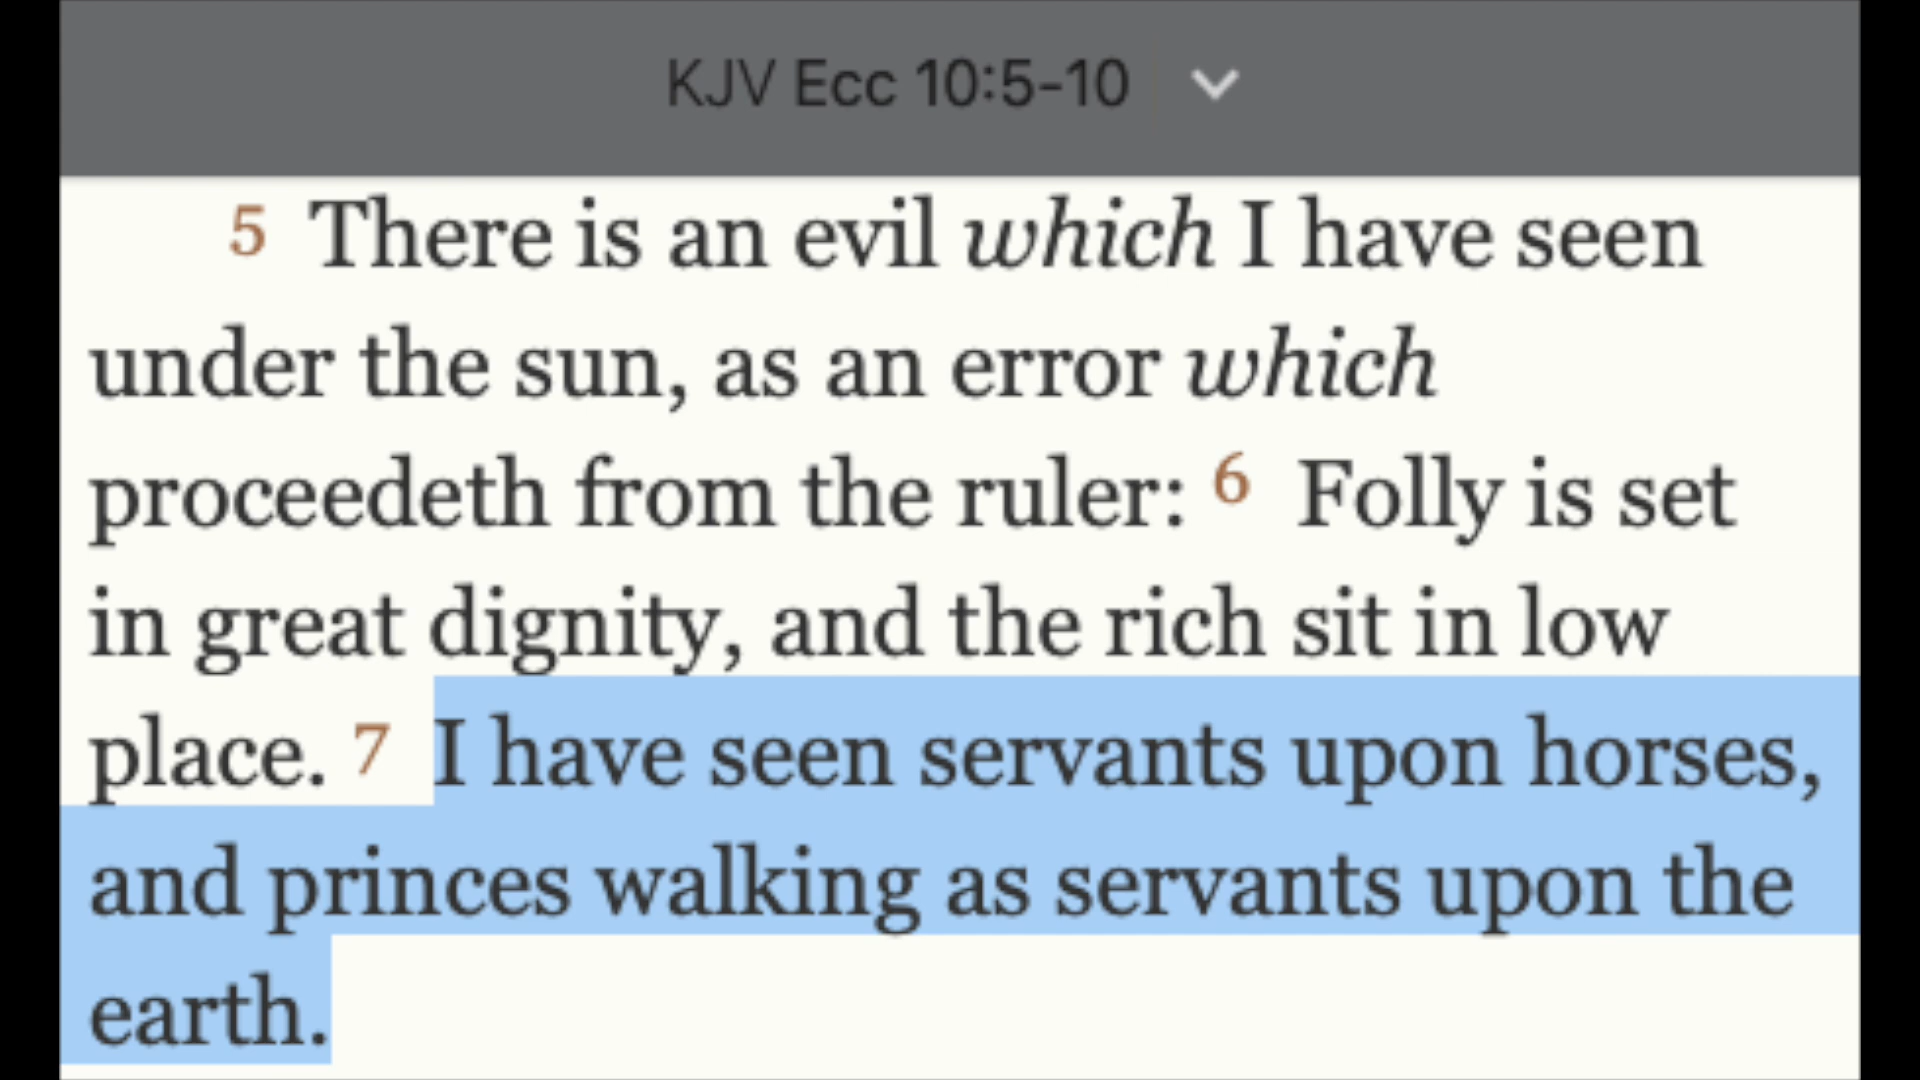 KJV Ecc 10:5-10
5 There is an evil which I have seen
under the sun, as an error which
proceedeth from the ruler: 6 Folly is set
in great dignity, and the rich sit in low
place. 7 I have seen servants upon horses,
and princes walking as servants upon the
earth.